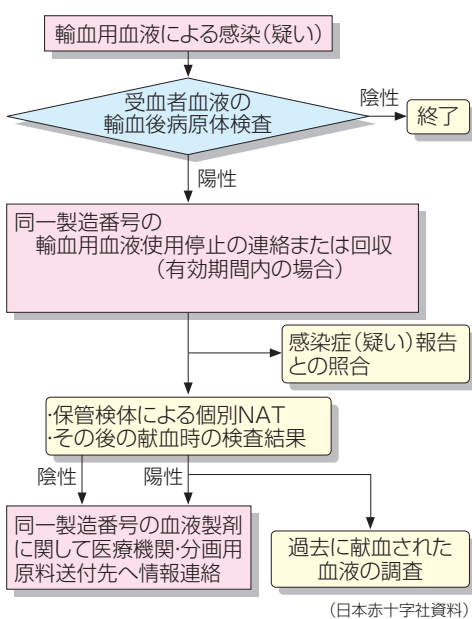 輸血用血液による感染(疑い)
受血者血液の
輸血後病原体検査
陰性
終了
陽性
同一製造番号の
輸血用血液:使用停止の連絡または回収
(有効期間内の場合)
感染症(疑い)報告
との照合
・保管検体による個別NAT
・その後の献血時の検査結果
陰性
陽性
同一製造番号の血液製剤
に関して医療機関・分画用
原料送付先へ情報連絡
過去に献血された
血液の調査
(日本赤十字社資料)